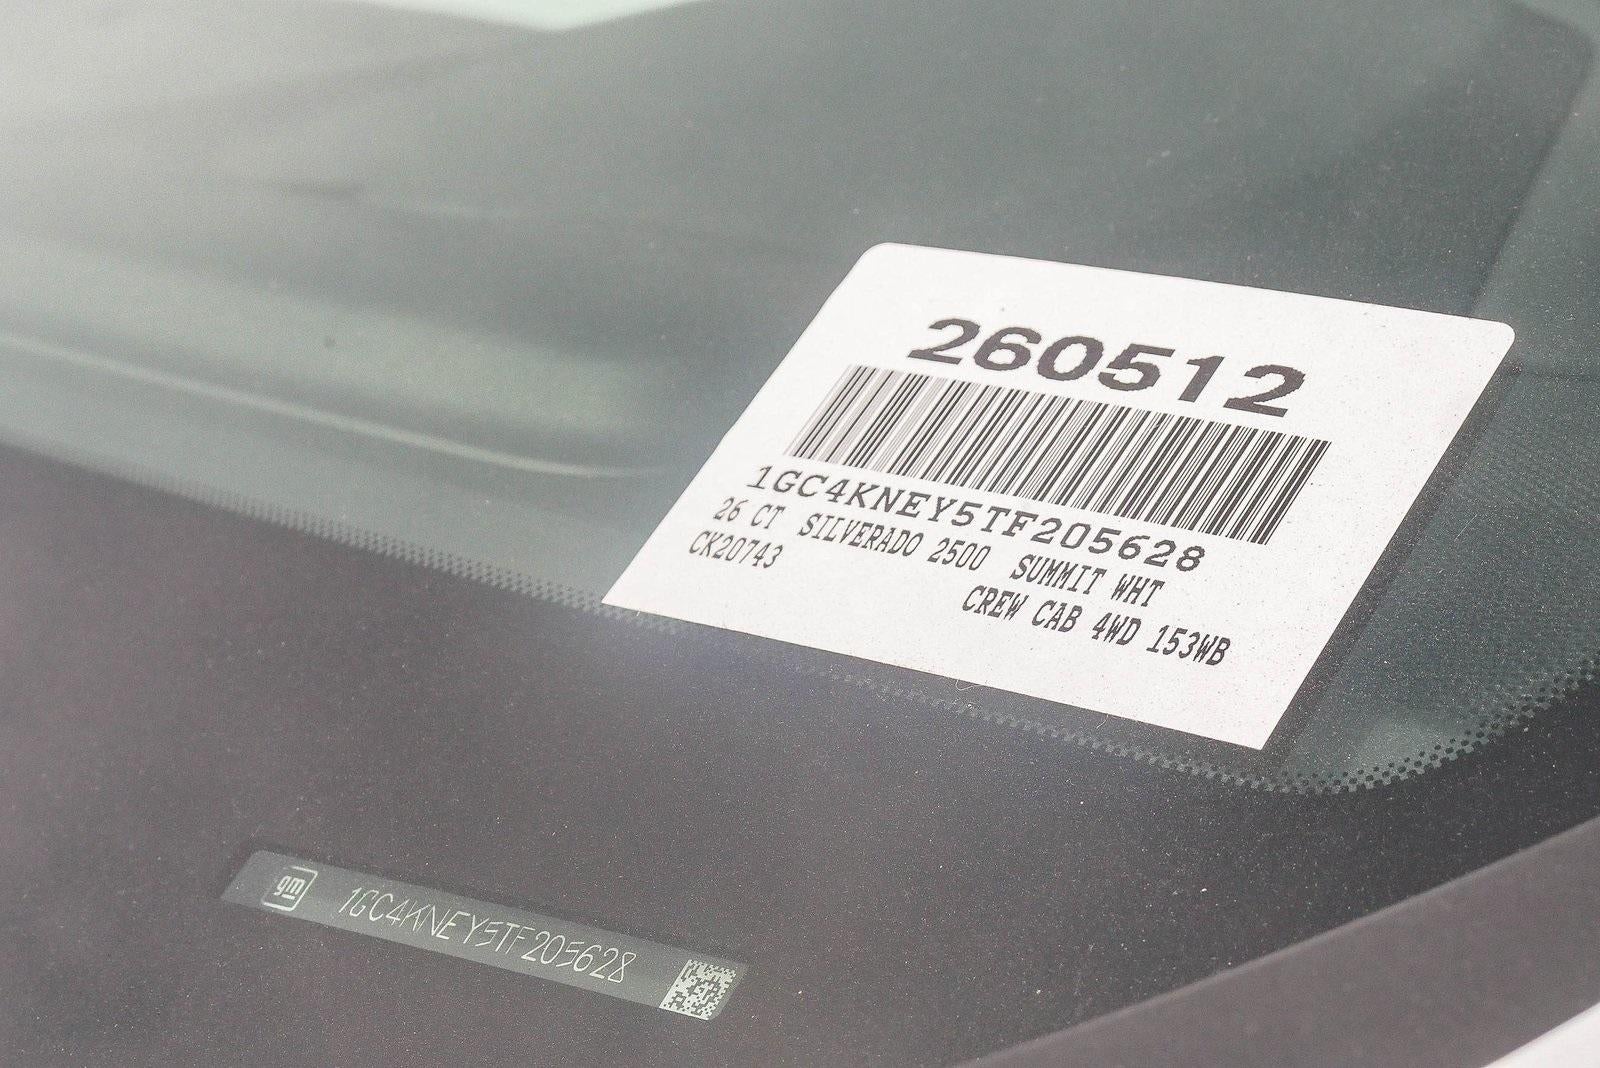 260512
1GC4KNEY5TF205628
26 CT SILVERADO 2500 SUMMIT WHT
CK20743 CREW CAB 4WD 153WB
gm 1GC4KNEY5TF205628